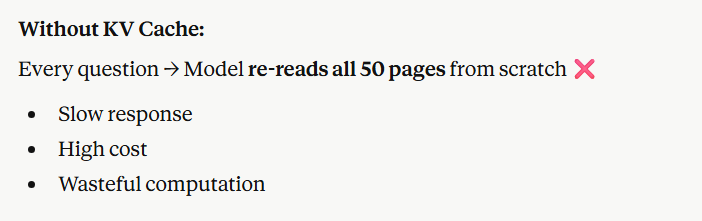 Without KV Cache:
Every question → Model re-reads all 50 pages from scratch ❌
• Slow response
• High cost
• Wasteful computation